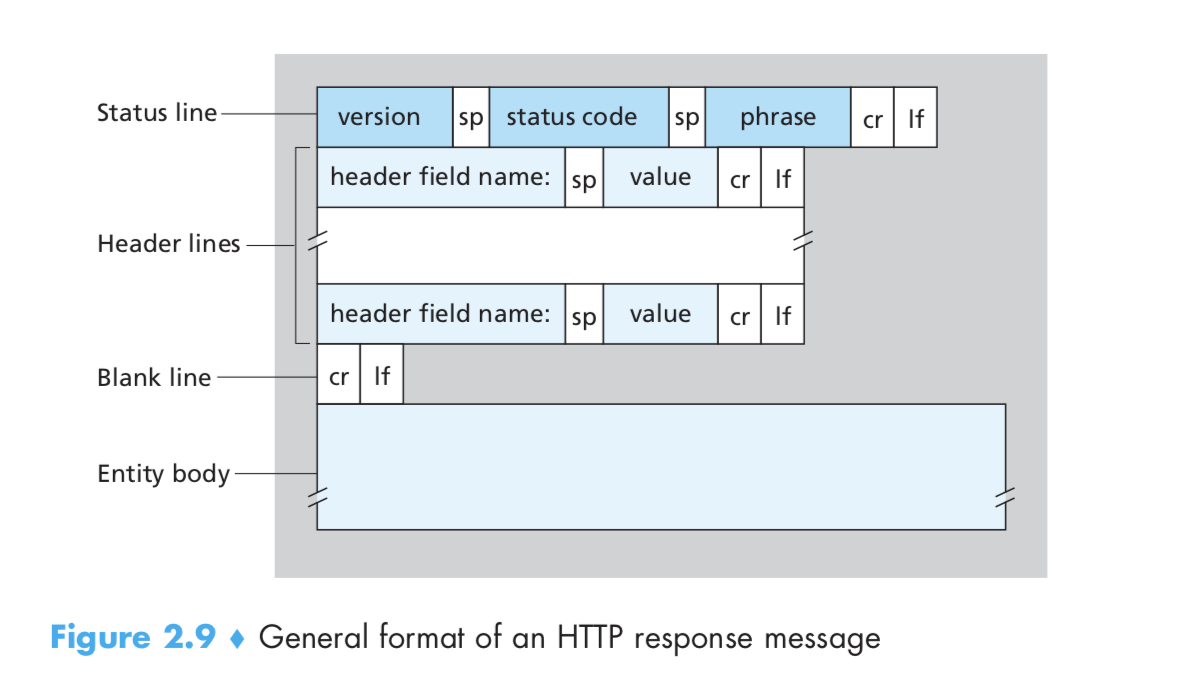 Status line version sp status code sp phrase cr lf
header field name: sp value cr lf
Header lines
header field name: sp value cr lf
Blank line cr lf
Entity body
Figure 2.9 ♦ General format of an HTTP response message